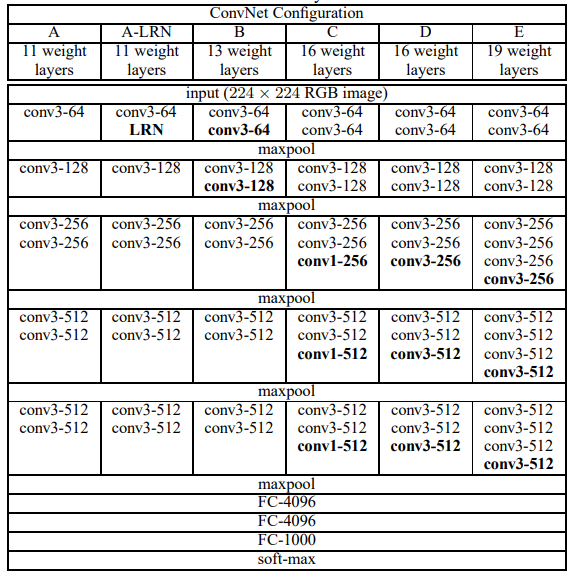 ConvNet Configuration
A A-LRN B C D E
11 weight 11 weight 13 weight 16 weight 16 weight 19 weight
layers layers layers layers layers layers
input (224 × 224 RGB image)
conv3-64 conv3-64 conv3-64 conv3-64 conv3-64 conv3-64
LRN conv3-64 conv3-64 conv3-64 conv3-64
maxpool
conv3-128 conv3-128 conv3-128 conv3-128 conv3-128 conv3-128
conv3-128 conv3-128 conv3-128 conv3-128
maxpool
conv3-256 conv3-256 conv3-256 conv3-256 conv3-256 conv3-256
conv3-256 conv3-256 conv3-256 conv3-256 conv3-256 conv3-256
conv1-256 conv3-256 conv3-256
conv3-256
maxpool
conv3-512 conv3-512 conv3-512 conv3-512 conv3-512 conv3-512
conv3-512 conv3-512 conv3-512 conv3-512 conv3-512 conv3-512
conv1-512 conv3-512 conv3-512
conv3-512
maxpool
conv3-512 conv3-512 conv3-512 conv3-512 conv3-512 conv3-512
conv3-512 conv3-512 conv3-512 conv3-512 conv3-512 conv3-512
conv1-512 conv3-512 conv3-512
conv3-512
maxpool
FC-4096
FC-4096
FC-1000
soft-max